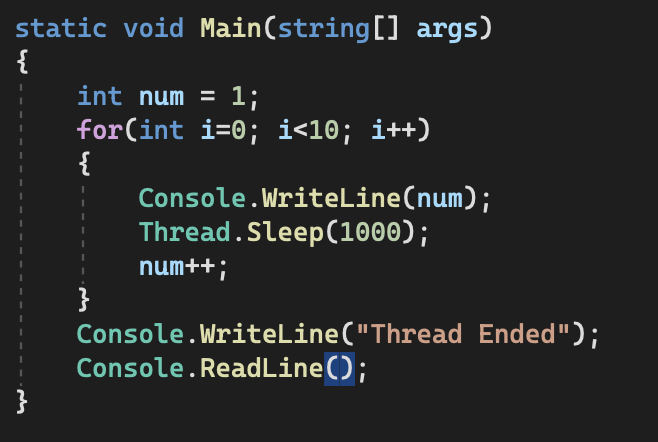 static void Main(string[] args)
{
    int num = 1;
    for(int i=0; i<10; i++)
    {
        Console.WriteLine(num);
        Thread.Sleep(1000);
        num++;
    }
    Console.WriteLine("Thread Ended");
    Console.ReadLine();
}